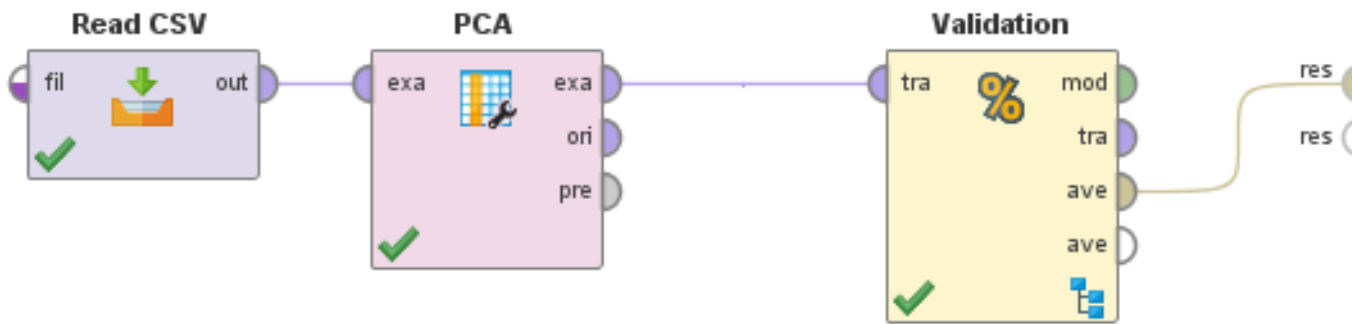 Read CSV
PCA
Validation
fil
out
exa
exa
tra
mod
res
ori
tra
res
pre
ave
ave
%